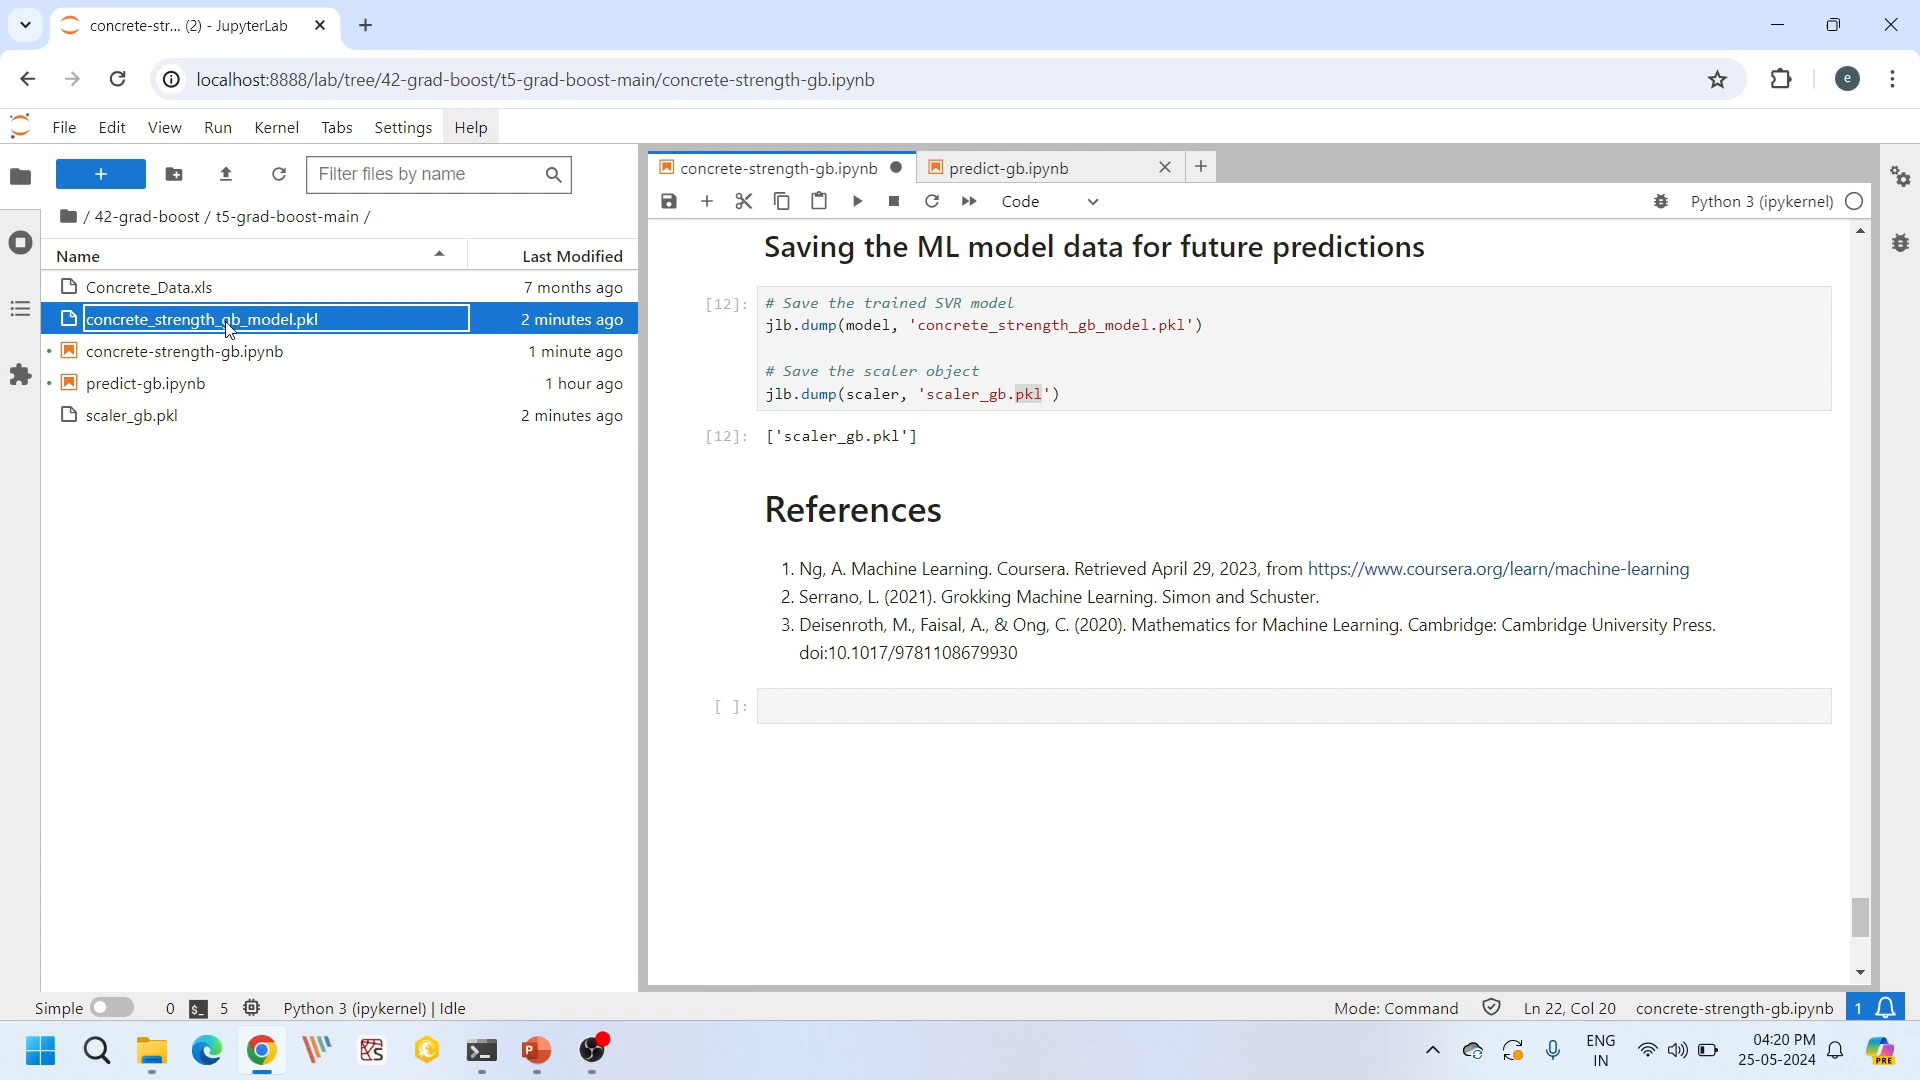 concrete-str... (2) - JupyterLab
localhost:8888/lab/tree/42-grad-boost/t5-grad-boost-main/concrete-strength-gb.ipynb
e
File Edit View Run Kernel Tabs Settings Help
+ Filter files by name
/ 42-grad-boost / t5-grad-boost-main /
Name Last Modified
Concrete_Data.xls 7 months ago
concrete_strength_gb_model.pkl 2 minutes ago
concrete-strength-gb.ipynb 1 minute ago
predict-gb.ipynb 1 hour ago
scaler_gb.pkl 2 minutes ago
concrete-strength-gb.ipynb predict-gb.ipynb
Code Python 3 (ipykernel)
Saving the ML model data for future predictions
[12]: # Save the trained SVR model
jlb.dump(model, 'concrete_strength_gb_model.pkl')
# Save the scaler object
jlb.dump(scaler, 'scaler_gb.pkl')
[12]: ['scaler_gb.pkl']
References
1. Ng, A. Machine Learning. Coursera. Retrieved April 29, 2023, from https://www.coursera.org/learn/machine-learning
2. Serrano, L. (2021). Grokking Machine Learning. Simon and Schuster.
3. Deisenroth, M., Faisal, A., & Ong, C. (2020). Mathematics for Machine Learning. Cambridge: Cambridge University Press.
doi:10.1017/9781108679930
[ ]:
Simple 0 5 Python 3 (ipykernel) | Idle Mode: Command Ln 22, Col 20 concrete-strength-gb.ipynb 1
ENG
IN
04:20 PM
25-05-2024
PRE